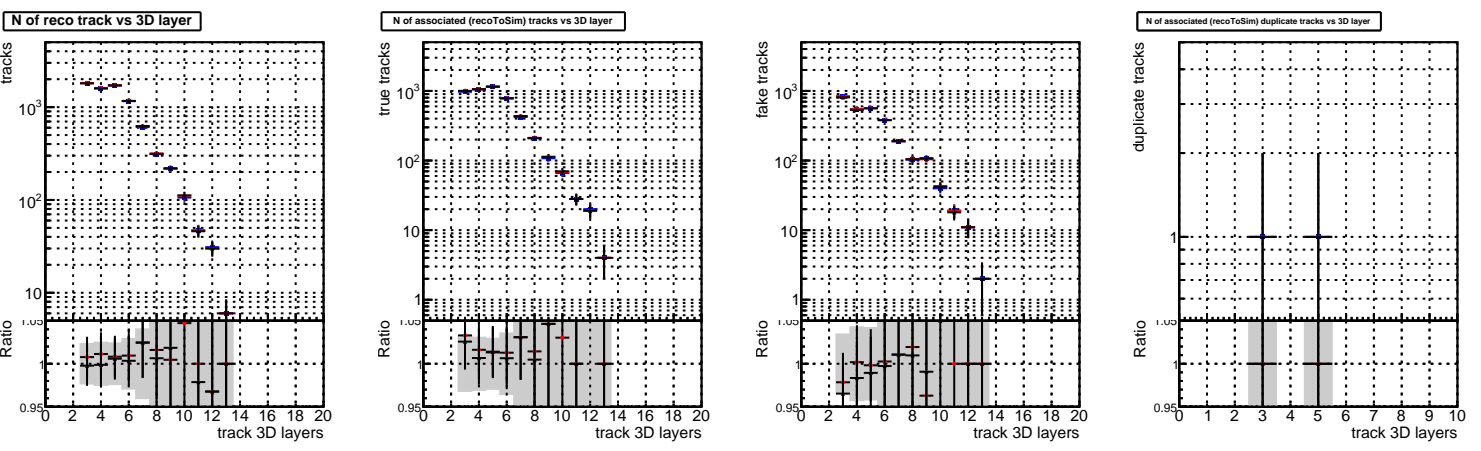 N of reco track vs 3D layer
tracks
10³
10²
10
Ratio
1.05
1
0.95
0 2 4 6 8 10 12 14 16 18 20
track 3D layers
N of associated (recoToSim) tracks vs 3D layer
true tracks
10³
10²
10
1
Ratio
1.05
1
0.95
0 2 4 6 8 10 12 14 16 18 20
track 3D layers
fake tracks
10³
10²
10
1
Ratio
1.05
1
0.95
0 2 4 6 8 10 12 14 16 18 20
track 3D layers
N of associated (recoToSim) duplicate tracks vs 3D layer
duplicate tracks
1
Ratio
1.05
1
0.95
0 1 2 3 4 5 6 7 8 9 10
track 3D layers